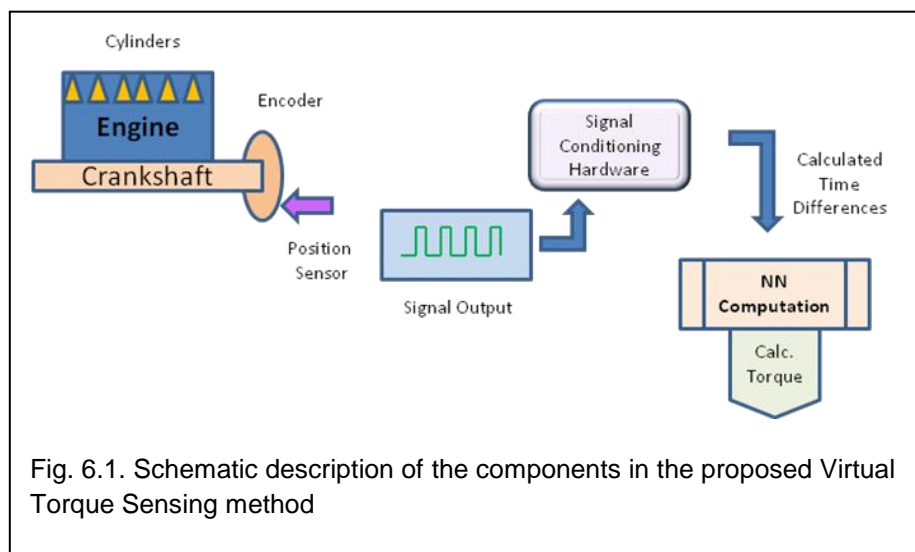 Cylinders
Engine
Crankshaft
Encoder
Position
Sensor
Signal Output
Signal
Conditioning
Hardware
Calculated
Time
Differences
NN
Computation
Calc.
Torque
Fig. 6.1. Schematic description of the components in the proposed Virtual
Torque Sensing method